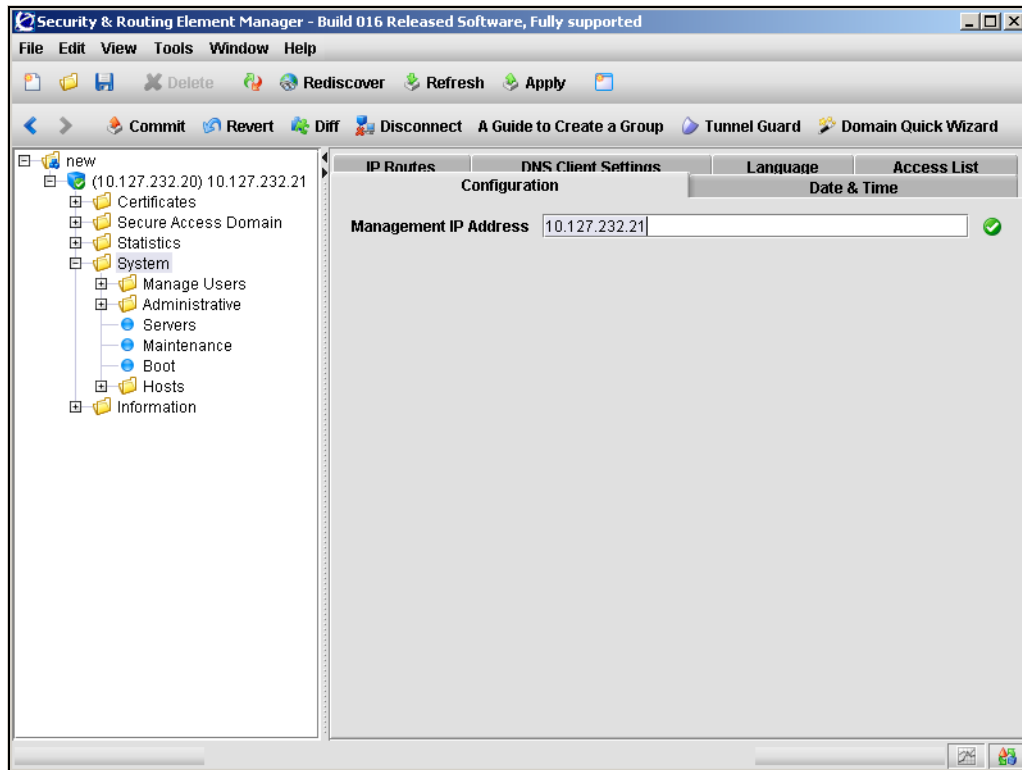 Security & Routing Element Manager - Build 016 Released Software, Fully supported
File Edit View Tools Window Help
Delete Rediscover Refresh Apply
Commit Revert Diff Disconnect A Guide to Create a Group Tunnel Guard Domain Quick Wizard
new
(10.127.232.20) 10.127.232.21
Certificates
Secure Access Domain
Statistics
System
Manage Users
Administrative
Servers
Maintenance
Boot
Hosts
Information
IP Routes DNS Client Settings Language Access List
Configuration Date & Time
Management IP Address 10.127.232.21